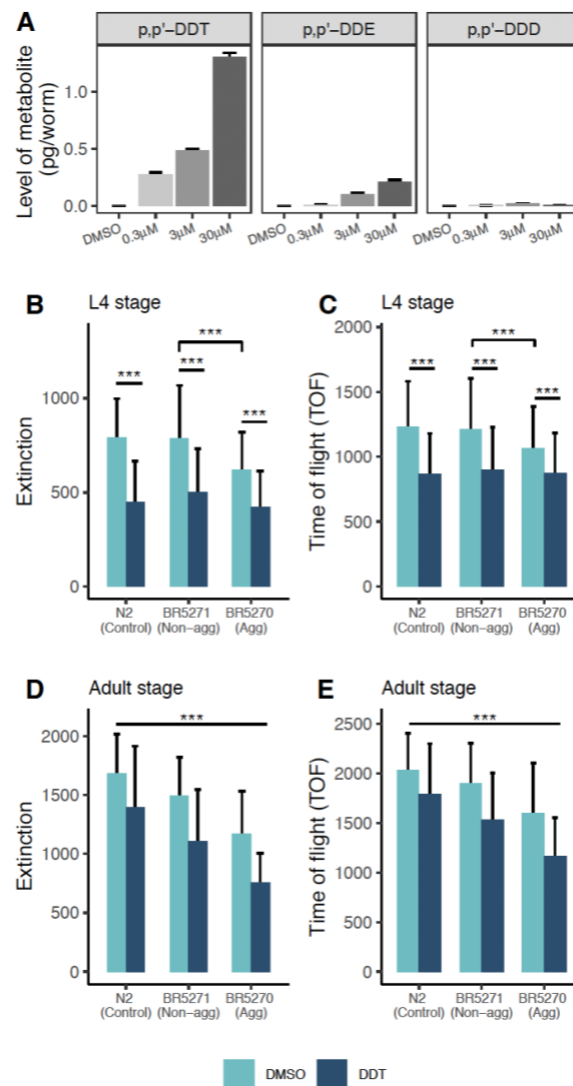 A
p,p'−DDT p,p'−DDE p,p'−DDD
Level of metabolite
(pg/worm)
1.0
0.5
0.0
DMSO 0.3µM 3µM 30µM DMSO 0.3µM 3µM 30µM DMSO 0.3µM 3µM 30µM
B L4 stage
Extinction
1000
500
0
***
***
***
***
N2
(Control)
BR5271
(Non−agg)
BR5270
(Agg)
C L4 stage
Time of flight (TOF)
2000
1500
1000
500
0
***
***
***
***
N2
(Control)
BR5271
(Non−agg)
BR5270
(Agg)
D Adult stage
Extinction
2000
1500
1000
500
0
***
N2
(Control)
BR5271
(Non−agg)
BR5270
(Agg)
E Adult stage
Time of flight (TOF)
2500
2000
1500
1000
500
0
***
N2
(Control)
BR5271
(Non−agg)
BR5270
(Agg)
DMSO DDT